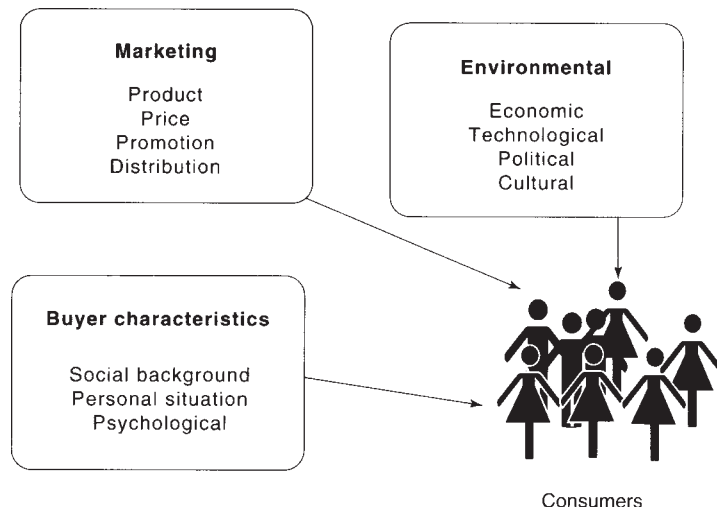 Marketing
Product
Price
Promotion
Distribution
Environmental
Economic
Technological
Political
Cultural
Buyer characteristics
Social background
Personal situation
Psychological
Consumers